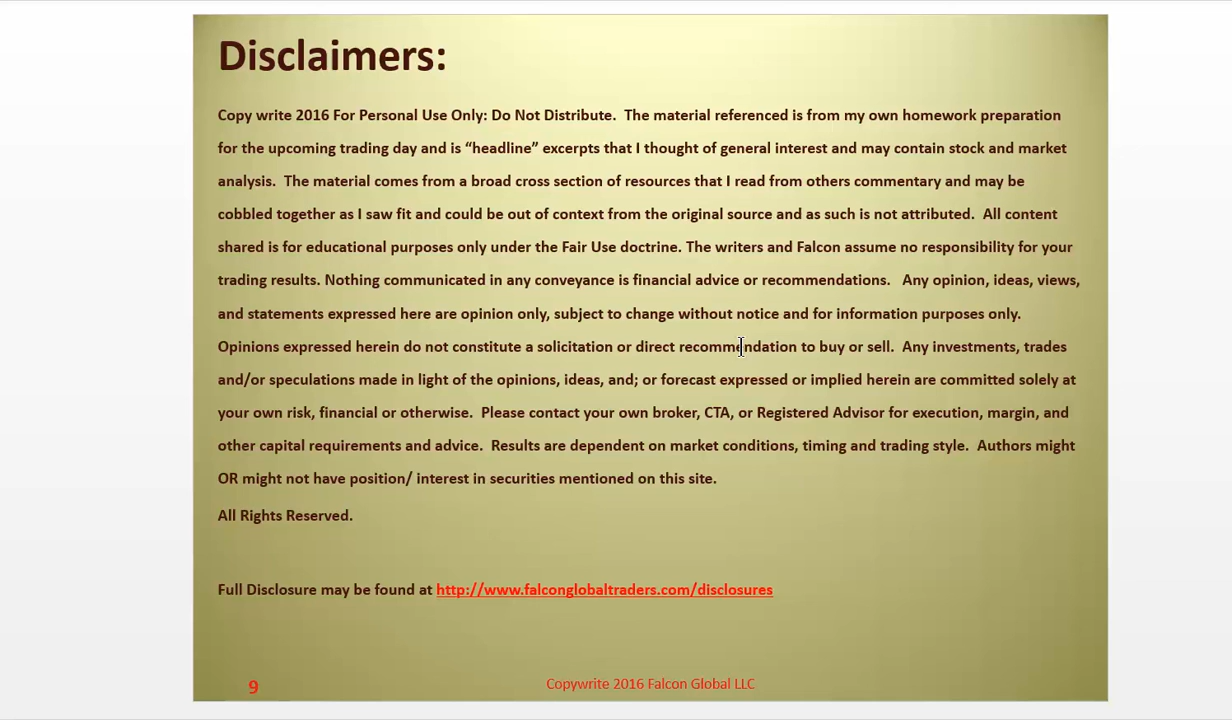 Disclaimers:
Copy write 2016 For Personal Use Only: Do Not Distribute.  The material referenced is from my own homework preparation
for the upcoming trading day and is “headline” excerpts that I thought of general interest and may contain stock and market
analysis.  The material comes from a broad cross section of resources that I read from others commentary and may be
cobbled together as I saw fit and could be out of context from the original source and as such is not attributed.  All content
shared is for educational purposes only under the Fair Use doctrine. The writers and Falcon assume no responsibility for your
trading results. Nothing communicated in any conveyance is financial advice or recommendations.   Any opinion, ideas, views,
and statements expressed here are opinion only, subject to change without notice and for information purposes only.
Opinions expressed herein do not constitute a solicitation or direct recommendation to buy or sell.  Any investments, trades
and/or speculations made in light of the opinions, ideas, and; or forecast expressed or implied herein are committed solely at
your own risk, financial or otherwise.  Please contact your own broker, CTA, or Registered Advisor for execution, margin, and
other capital requirements and advice.  Results are dependent on market conditions, timing and trading style.  Authors might
OR might not have position/ interest in securities mentioned on this site.
All Rights Reserved.
Full Disclosure may be found at http://www.falconglobaltraders.com/disclosures
9
Copywrite 2016 Falcon Global LLC